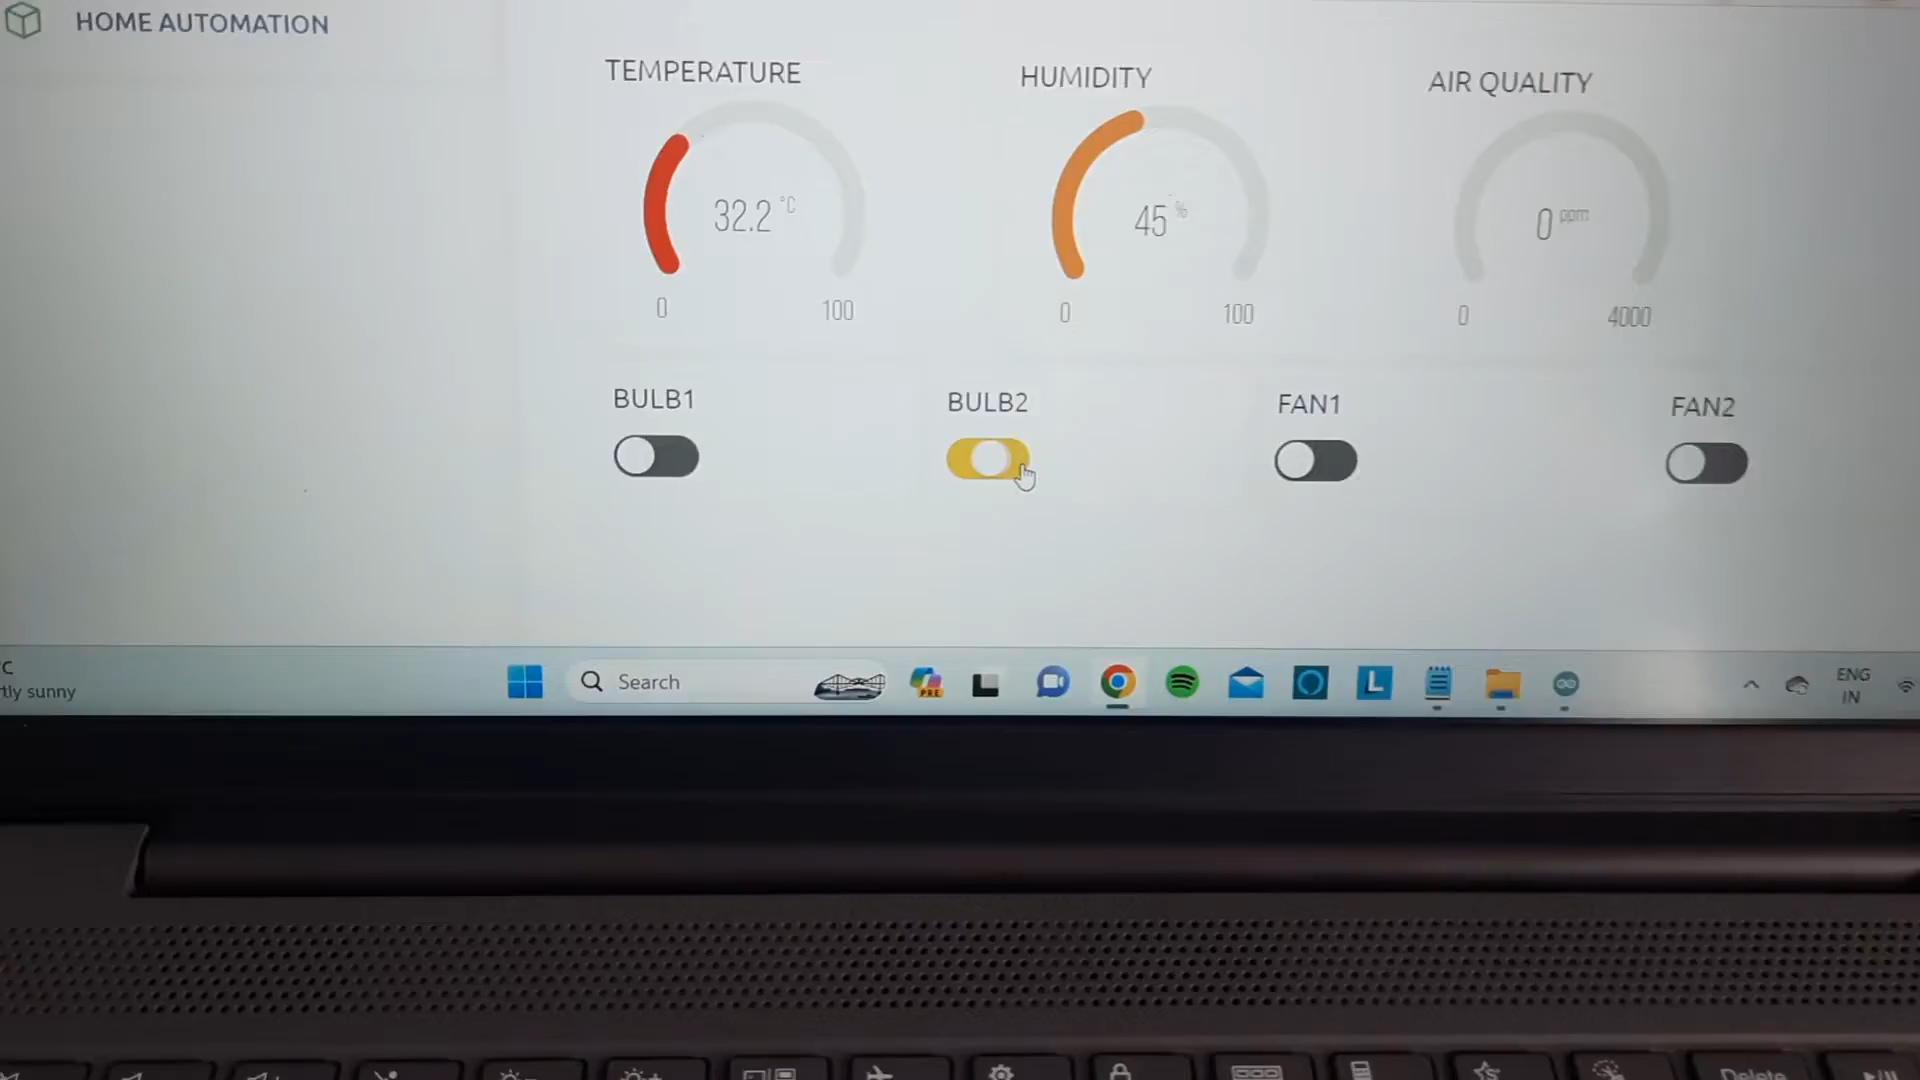 HOME AUTOMATION
TEMPERATURE
HUMIDITY
AIR QUALITY
32.2 °C
45 %
0 ppm
0
100
0
100
0
4000
BULB1
BULB2
FAN1
FAN2
°C
tly sunny
Search
PRE
L
ENG
IN
Delete